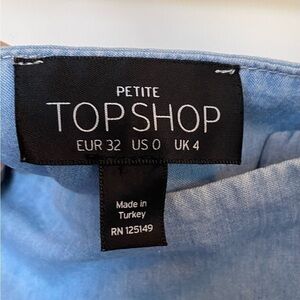 PETITE
TOPSHOP
EUR 32 US 0 UK 4
Made in
Turkey
RN 125149